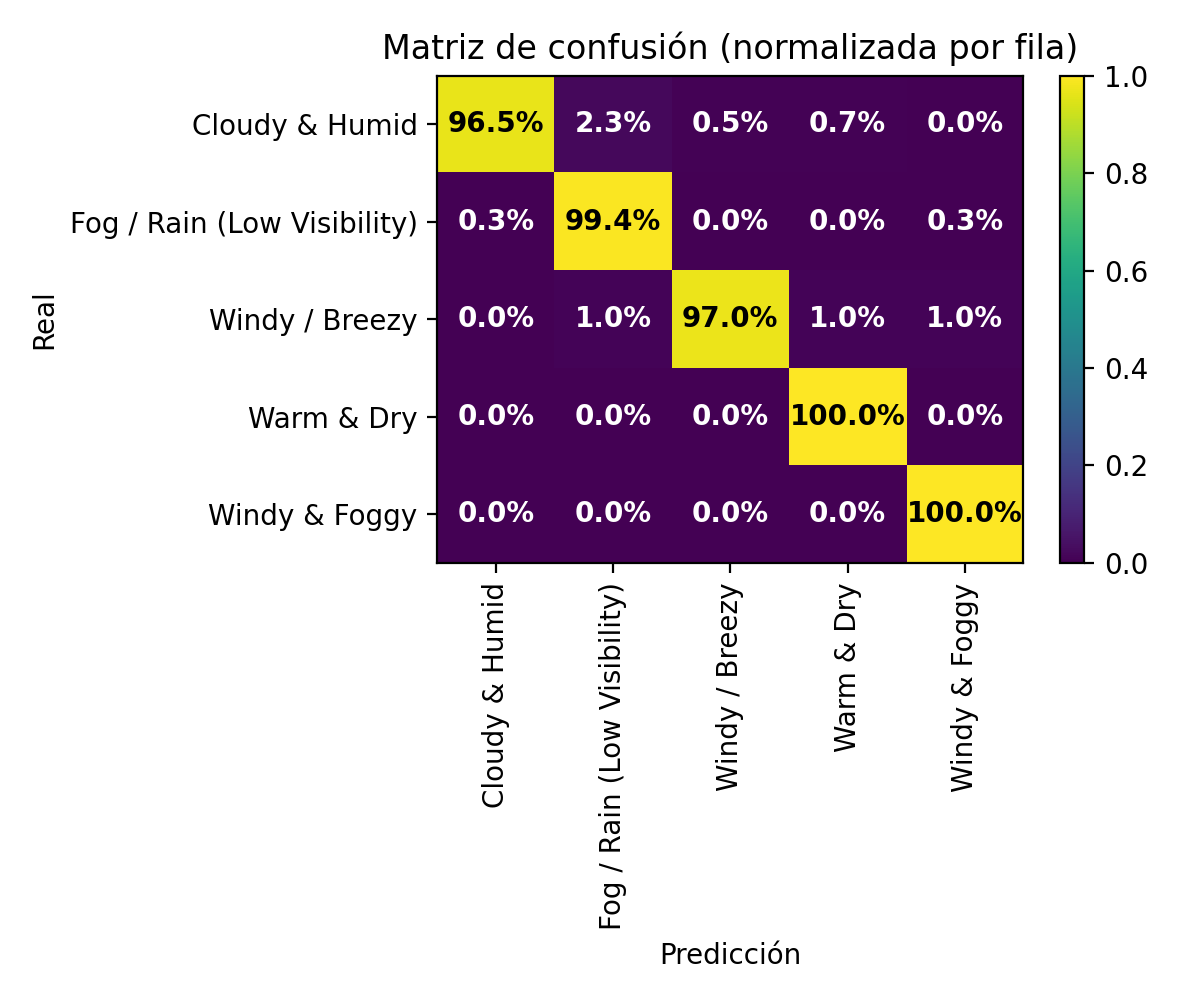 Matriz de confusión (normalizada por fila)
Cloudy & Humid 96.5% 2.3% 0.5% 0.7% 0.0%
Fog / Rain (Low Visibility) 0.3% 99.4% 0.0% 0.0% 0.3%
Windy / Breezy 0.0% 1.0% 97.0% 1.0% 1.0%
Warm & Dry 0.0% 0.0% 0.0% 100.0% 0.0%
Windy & Foggy 0.0% 0.0% 0.0% 0.0% 100.0%
Real
1.0
0.8
0.6
0.4
0.2
0.0
Cloudy & Humid
Fog / Rain (Low Visibility)
Windy / Breezy
Warm & Dry
Windy & Foggy
Predicción